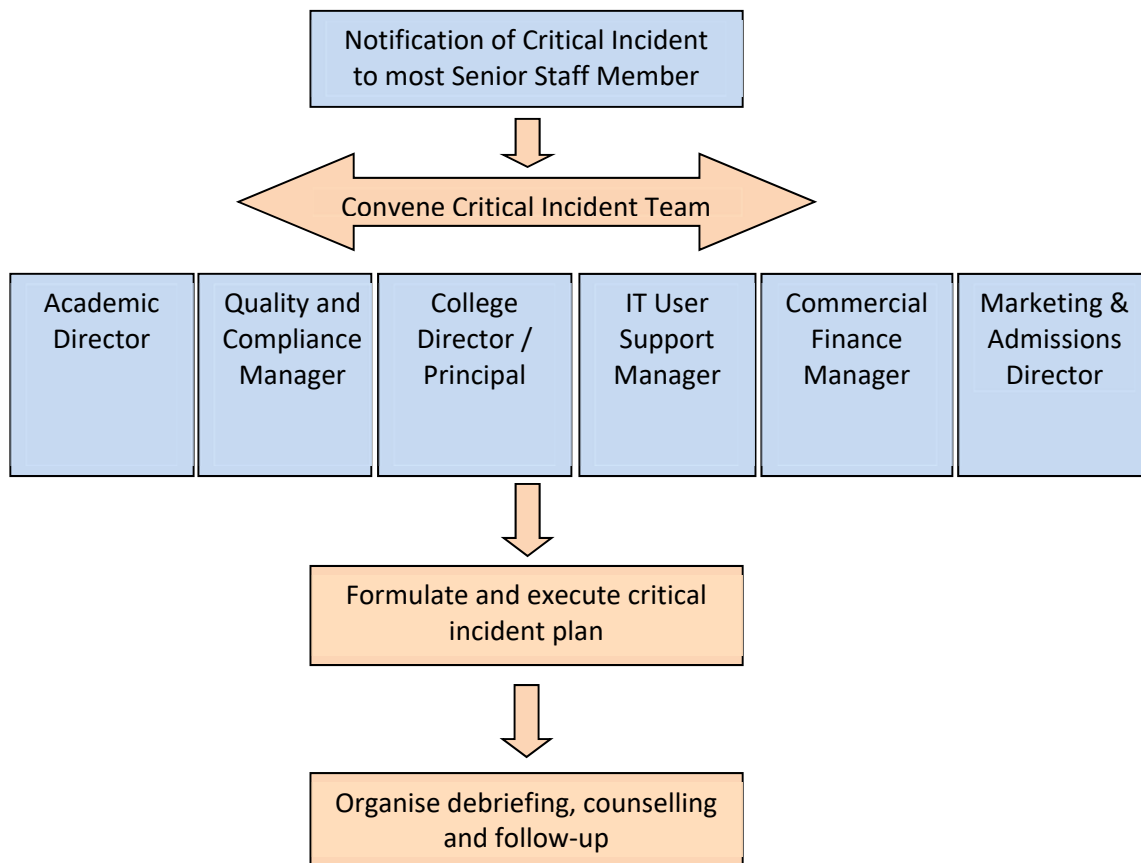 Notification of Critical Incident
to most Senior Staff Member
Convene Critical Incident Team
Academic
Director
Quality and
Compliance
Manager
College
Director /
Principal
IT User
Support
Manager
Commercial
Finance
Manager
Marketing &
Admissions
Director
Formulate and execute critical
incident plan
Organise debriefing, counselling
and follow-up